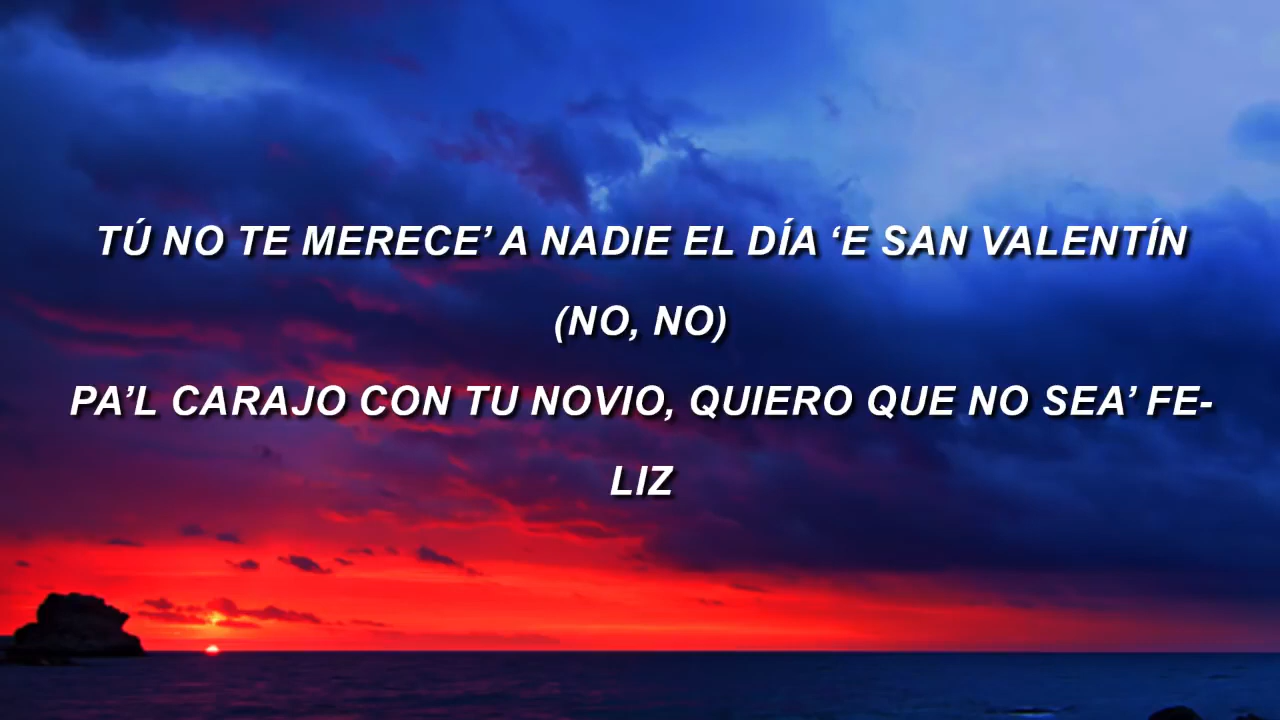 TÚ NO TE MERECE’ A NADIE EL DÍA ‘E SAN VALENTÍN
(NO, NO)
PA’L CARAJO CON TU NOVIO, QUIERO QUE NO SEA’ FE-
LIZ